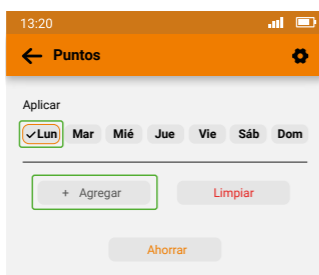 13:20
Puntos
Aplicar
Lun Mar Mié Jue Vie Sáb Dom
+ Agregar Limpiar
Ahorrar